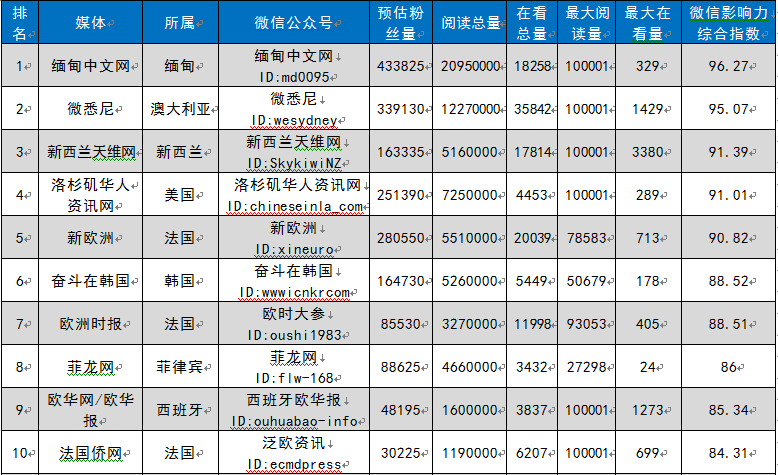 排名 媒体 所属 微信公众号 预估粉丝量 阅读总量 在看总量 最大阅读量 最大在看量 微信影响力综合指数
1 缅甸中文网 缅甸 缅甸中文网 ID:md0095 433825 20950000 18258 100001 329 96.27
2 微悉尼 澳大利亚 微悉尼 ID:wesydney 339130 12270000 35842 100001 1429 95.07
3 新西兰天维网 新西兰 新西兰天维网 ID:SkykiwiNZ 163335 5160000 17814 100001 3380 91.39
4 洛杉矶华人资讯网 美国 洛杉矶华人资讯网 ID:chineseinla_com 251390 7250000 4453 100001 289 91.01
5 新欧洲 法国 新欧洲 ID:xineuro 280550 5510000 20039 78583 713 90.82
6 奋斗在韩国 韩国 奋斗在韩国 ID:wwwicnkrcom 164730 5260000 5449 50679 178 88.52
7 欧洲时报 法国 欧时大参 ID:oushi1983 85530 3270000 11998 93053 405 88.51
8 菲龙网 菲律宾 菲龙网 ID:flw-168 88625 4660000 3432 27298 24 86
9 欧华网/欧华报 西班牙 西班牙欧华报 ID:ouhuabao-info 48195 1600000 3837 100001 1273 85.34
10 法国侨网 法国 泛欧资讯 ID:ecmdpress 30225 1190000 6207 100001 699 84.31